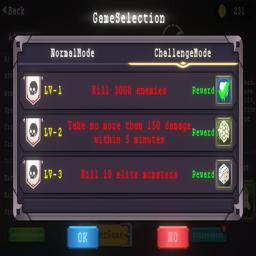 <Back
231
GameSelection
NormalMode
ChallengeMode
LV-1
Kill 3000 enemies
Reward
LV-2
Take no more than 150 damage
within 5 minutes
Reward
LV-3
Kill 10 elite monsters
Reward
OK
NO